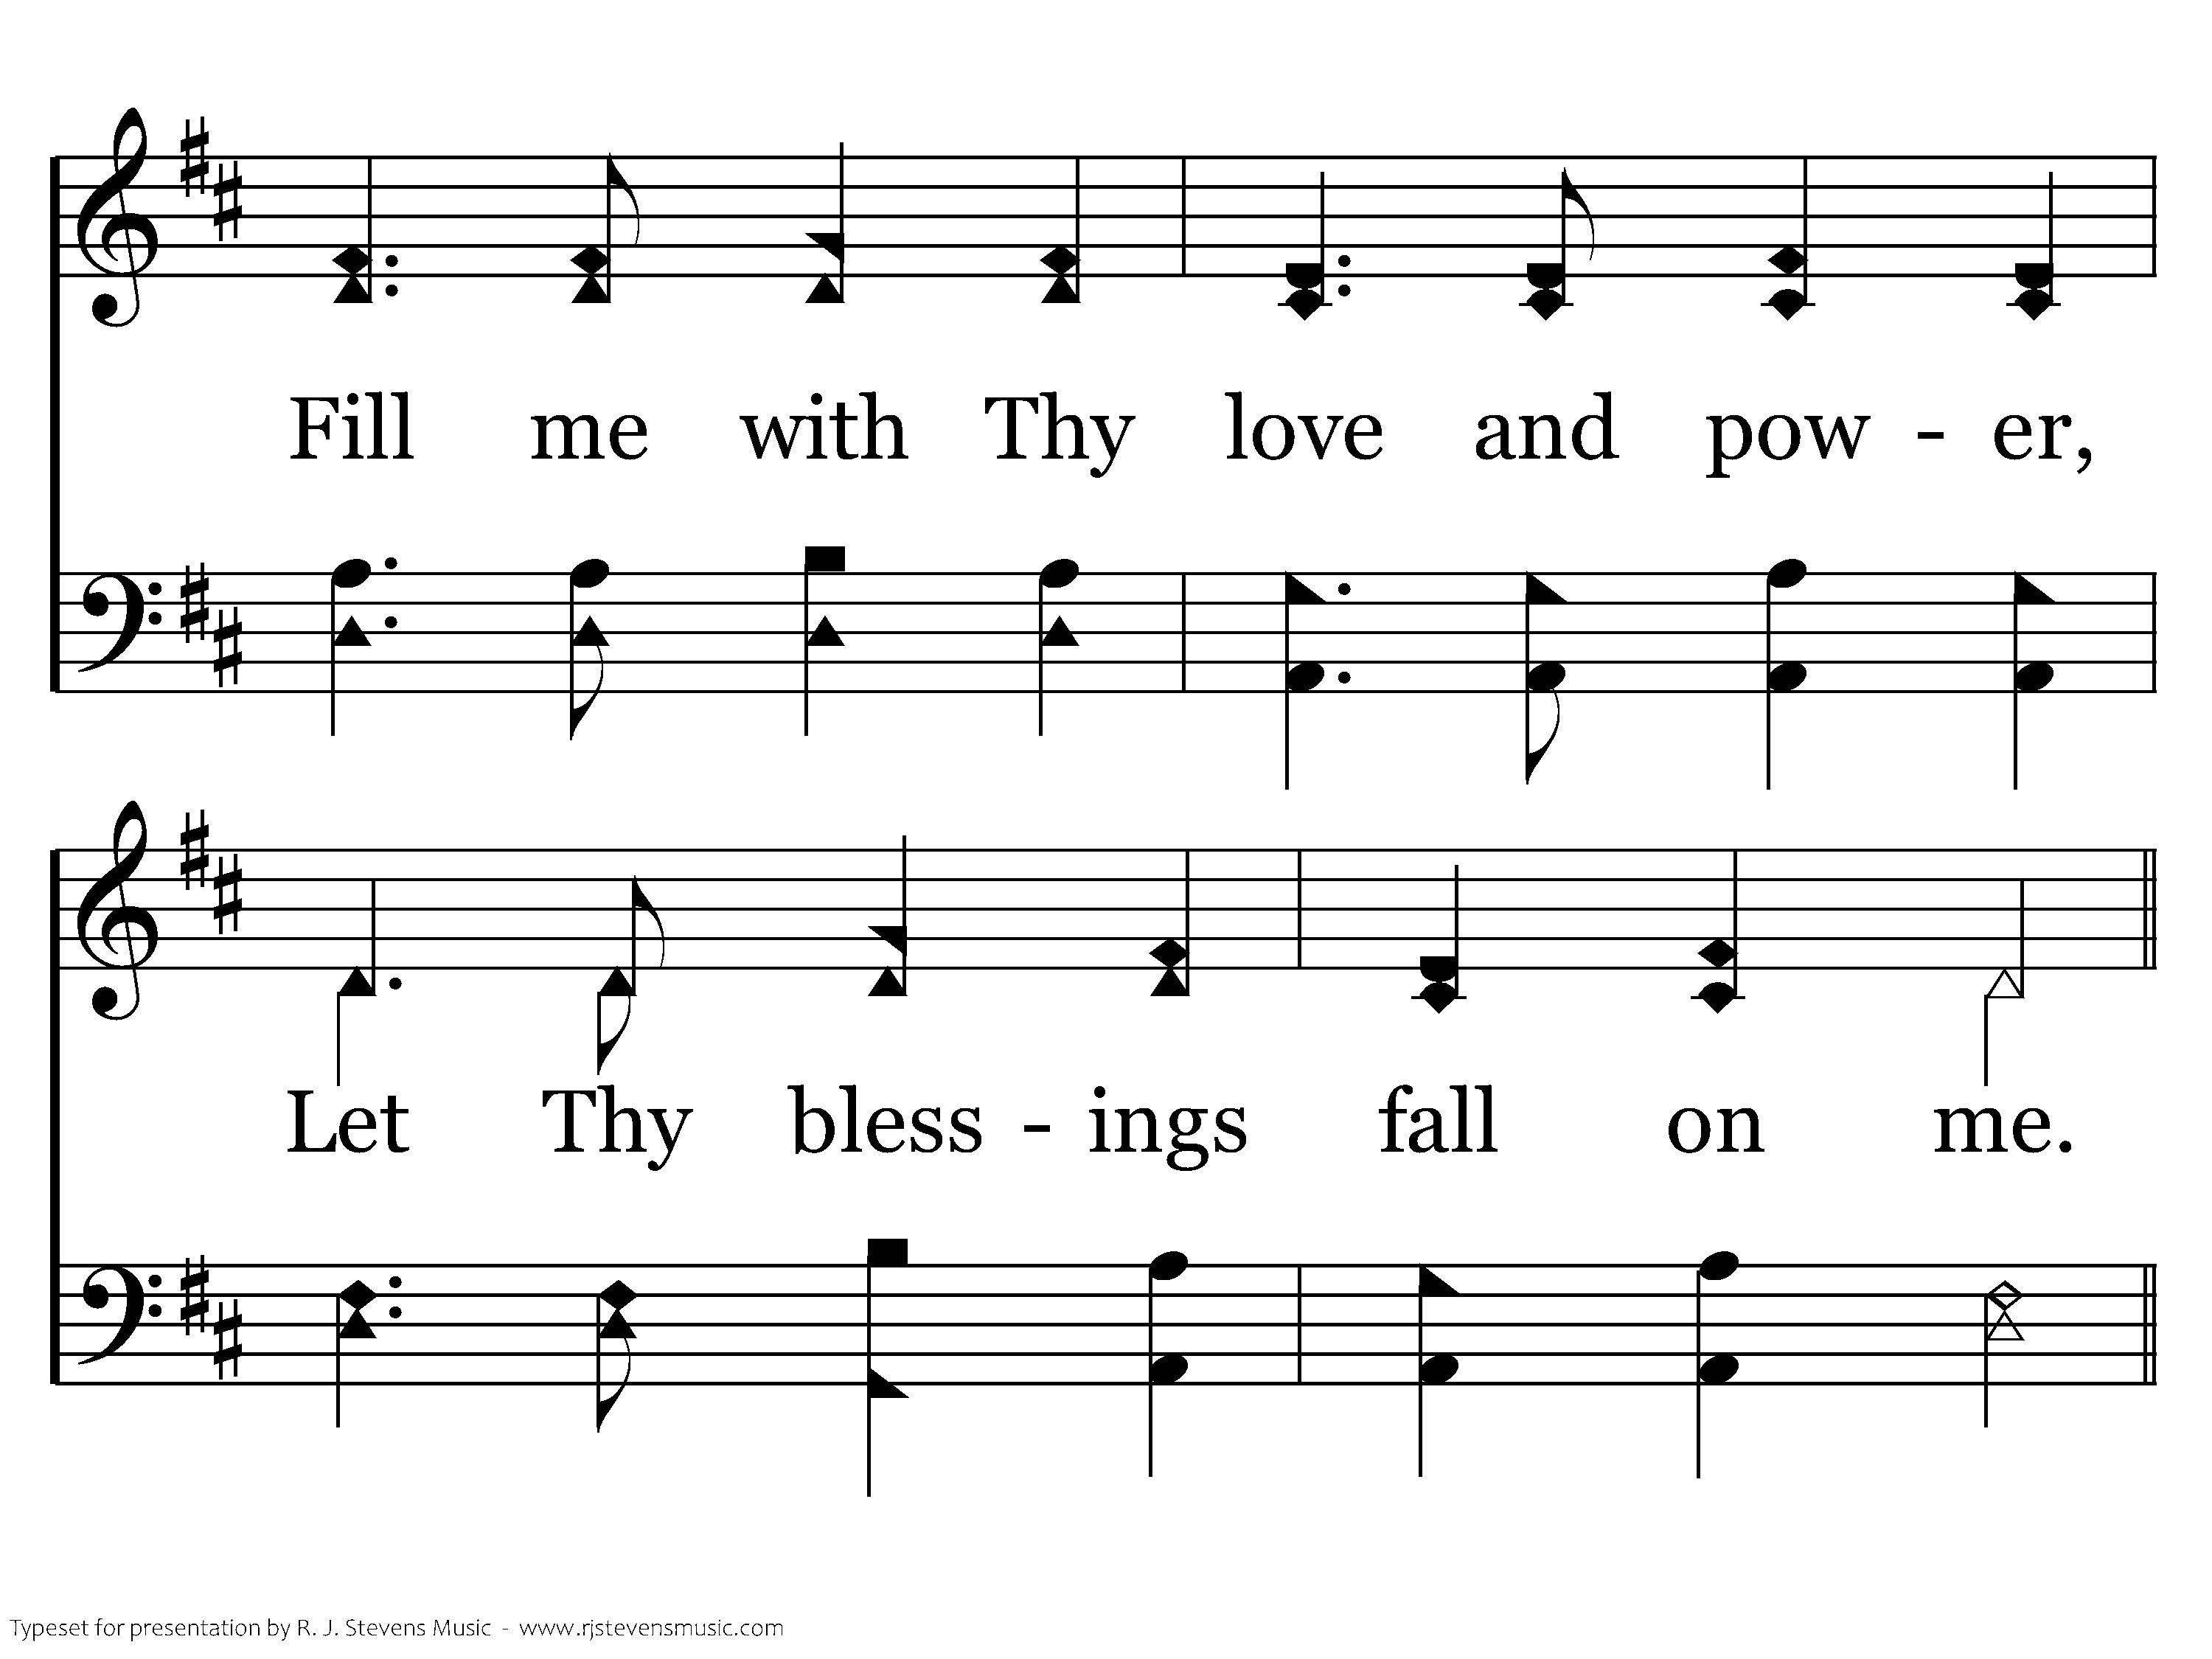 Fill me with Thy love and pow - er,
Let Thy bless - ings fall on me.
Typeset for presentation by R. J. Stevens Music - www.rjstevensmusic.com